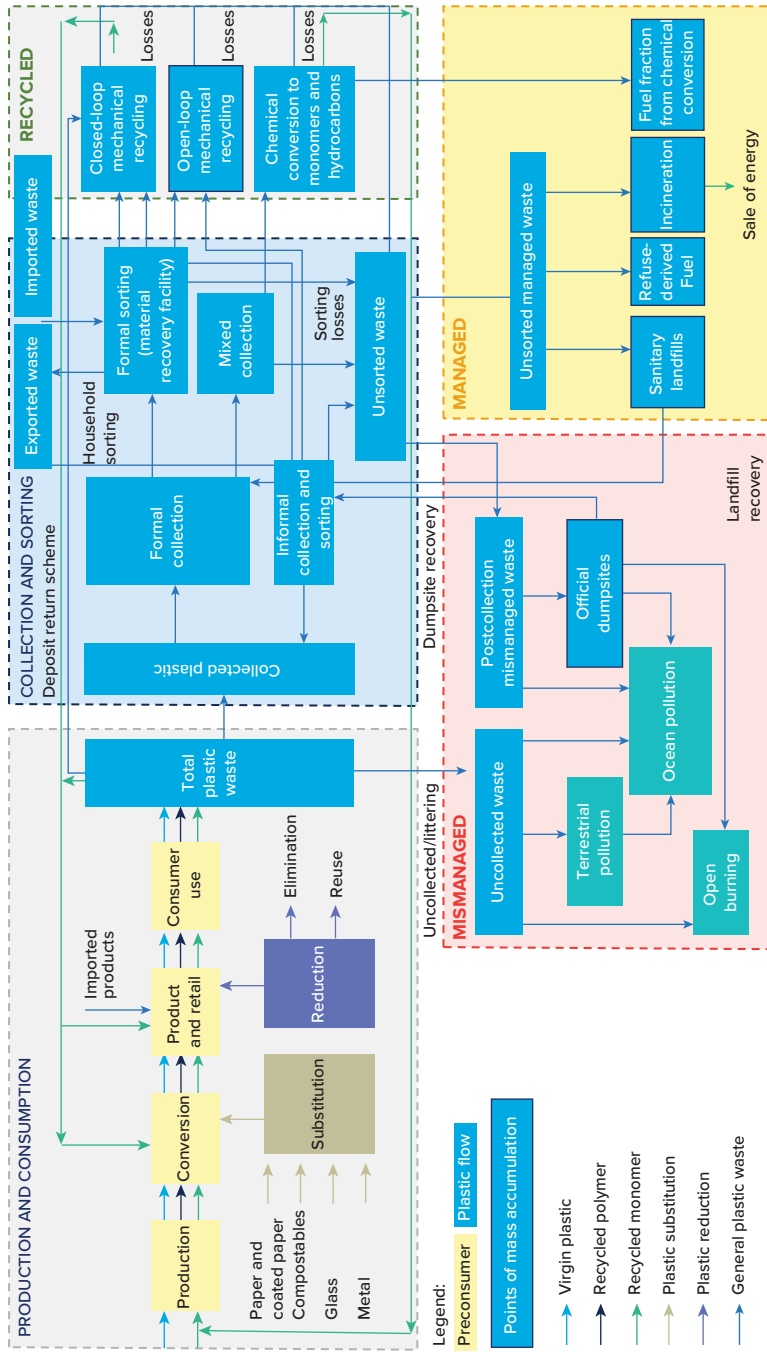 PRODUCTION AND CONSUMPTION
Production
Conversion
Product
and retail
Consumer
use
Imported
products
Total
plastic
waste
Paper and
coated paper
Compostables
Glass
Metal
Substitution
Reduction
Elimination
Reuse
COLLECTION AND SORTING
Deposit return scheme
Collected plastic
Formal
collection
Informal
collection and
sorting
Household
sorting
Exported waste
Imported waste
Formal sorting
(material
recovery facility)
Mixed
collection
Sorting
losses
Unsorted waste
RECYCLED
Closed-loop
mechanical
recycling
Losses
Open-loop
mechanical
recycling
Losses
Chemical
conversion to
monomers and
hydrocarbons
Losses
Uncollected/littering
Dumpsite recovery
MISMANAGED
Uncollected waste
Postcollection
mismanaged waste
Terrestrial
pollution
Official
dumpsites
Ocean pollution
Open
burning
Landfill
recovery
MANAGED
Unsorted managed waste
Sanitary
landfills
Refuse-
derived
Fuel
Incineration
Fuel fraction
from chemical
conversion
Sale of energy
Legend:
Preconsumer
Plastic flow
Points of mass accumulation
Virgin plastic
Recycled polymer
Recycled monomer
Plastic substitution
Plastic reduction
General plastic waste